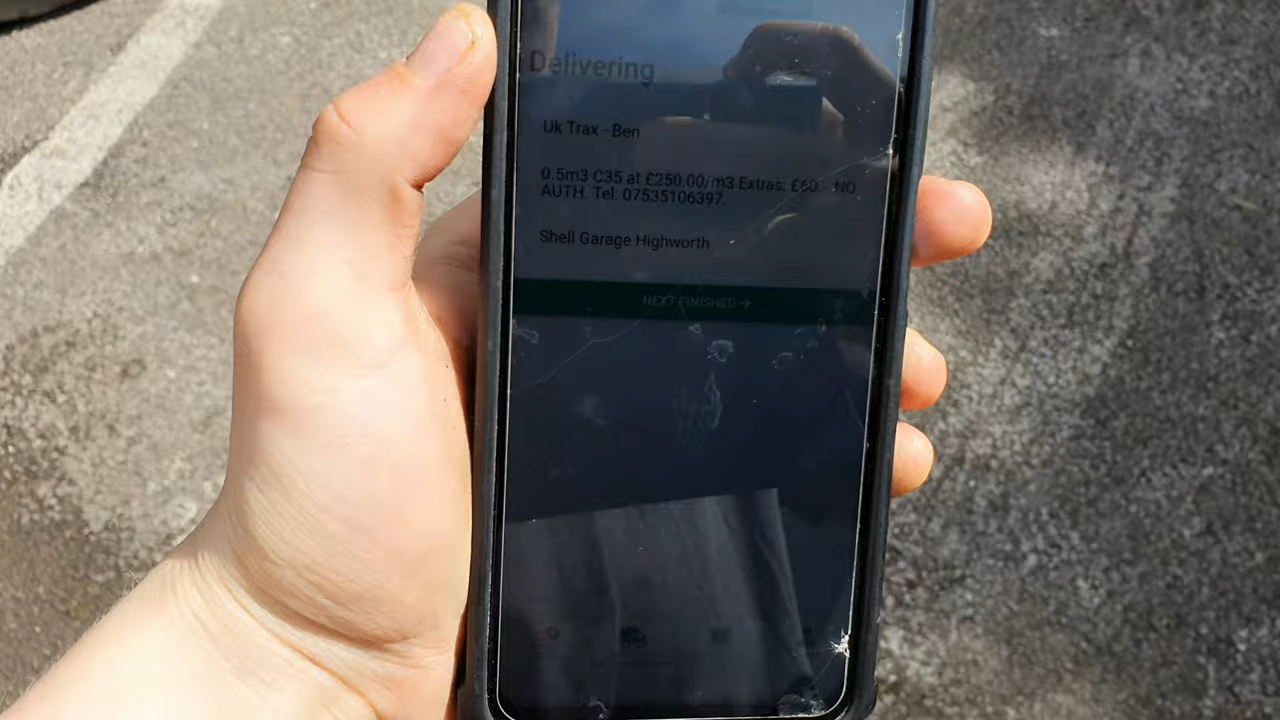 Delivering
Uk Trax - Ben
0.5m3 C35 at £250.00/m3 Extras: £60. NO
AUTH. Tel. 07535106397.
Shell Garage Highworth
NEXT FINISHED →